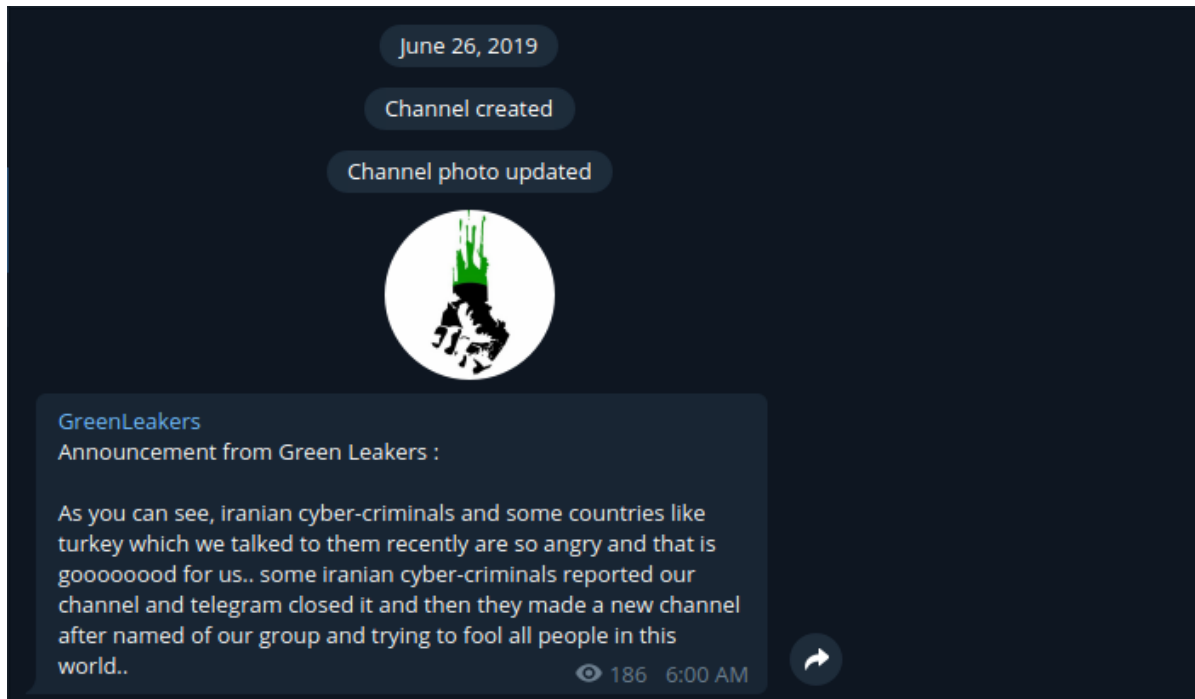 June 26, 2019
Channel created
Channel photo updated
GreenLeakers
Announcement from Green Leakers :
As you can see, iranian cyber-criminals and some countries like
turkey which we talked to them recently are so angry and that is
goooooood for us.. some iranian cyber-criminals reported our
channel and telegram closed it and then they made a new channel
after named of our group and trying to fool all people in this
world..
186 6:00 AM